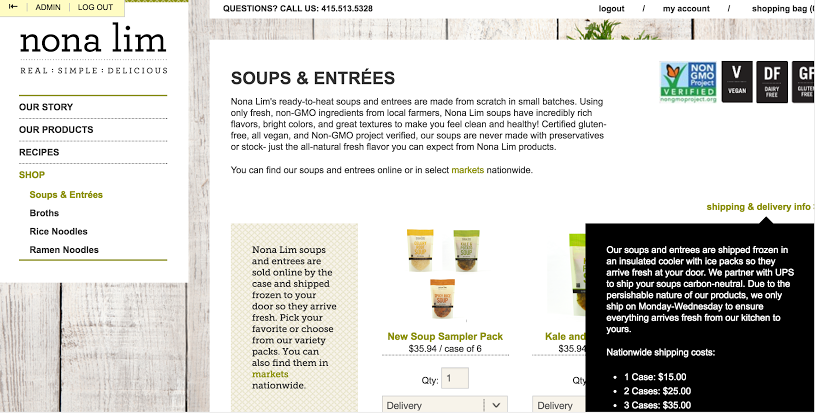 ADMIN LOG OUT
QUESTIONS? CALL US: 415.513.5328
logout / my account / shopping bag
nona lim
REAL : SIMPLE : DELICIOUS
OUR STORY
OUR PRODUCTS
RECIPES
SHOP
Soups & Entrées
Broths
Rice Noodles
Ramen Noodles
SOUPS & ENTRÉES
Nona Lim's ready-to-heat soups and entrees are made from scratch in small batches. Using
only fresh, non-GMO ingredients from local farmers, Nona Lim soups have incredibly rich
flavors, bright colors, and great textures to make you feel clean and healthy! Certified gluten-
free, all vegan, and Non-GMO project verified, our soups are never made with preservatives
or stock- just the all-natural fresh flavor you can expect from Nona Lim products.
You can find our soups and entrees online or in select markets nationwide.
NON
GMO
Project
VERIFIED
nongmoproject.org
V
VEGAN
DF
DAIRY
FREE
GF
FREE
shipping & delivery info
Nona Lim soups
and entrees are
sold online by the
case and shipped
frozen to your
door so they arrive
fresh. Pick your
favorite or choose
from our variety
packs. You can
also find them in
markets
nationwide.
New Soup Sampler Pack
$35.94 / case of 6
Qty: 1
Delivery
Kale and
$35.94
Qty
Delivery
Our soups and entrees are shipped frozen in
an insulated cooler with ice packs so they
arrive fresh at your door. We partner with UPS
to ship your soups carbon-neutral. Due to the
persishable nature of our products, we only
ship on Monday-Wednesday to ensure
everything arrives fresh from our kitchen to
yours.
Nationwide shipping costs:
• 1 Case: $15.00
• 2 Cases: $25.00
• 3 Cases: $35.00